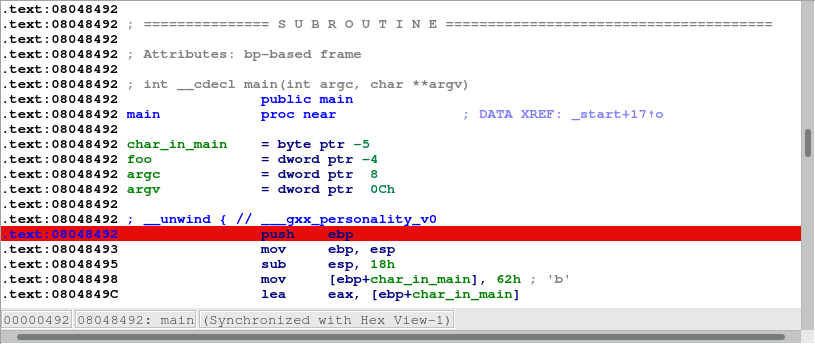 .text:08048492
.text:08048492 ; =============== S U B R O U T I N E =======================================
.text:08048492
.text:08048492 ; Attributes: bp-based frame
.text:08048492
.text:08048492 ; int __cdecl main(int argc, char **argv)
.text:08048492                 public main
.text:08048492 main            proc near               ; DATA XREF: _start+17↑o
.text:08048492
.text:08048492 char_in_main    = byte ptr -5
.text:08048492 foo             = dword ptr -4
.text:08048492 argc            = dword ptr  8
.text:08048492 argv            = dword ptr  0Ch
.text:08048492
.text:08048492 ; __unwind { // ___gxx_personality_v0
.text:08048492                 push    ebp
.text:08048493                 mov     ebp, esp
.text:08048495                 sub     esp, 18h
.text:08048498                 mov     [ebp+char_in_main], 62h ; 'b'
.text:0804849C                 lea     eax, [ebp+char_in_main]
00000492 08048492: main (Synchronized with Hex View-1)